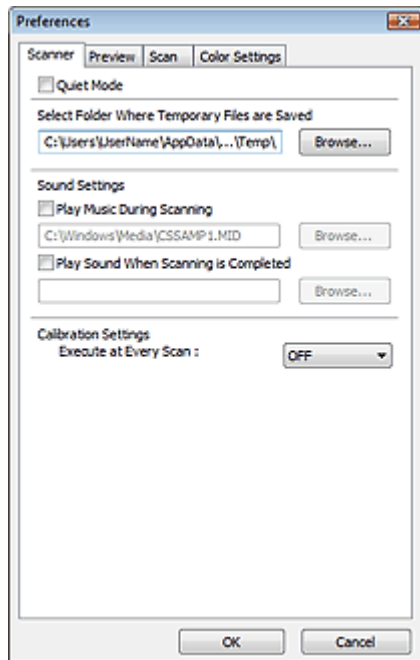 Preferences
Scanner Preview Scan Color Settings
Quiet Mode
Select Folder Where Temporary Files are Saved
C:\Users\UserName\AppData\...\Temp\ Browse...
Sound Settings
Play Music During Scanning
C:\Windows\Media\CSSAMP1.MID Browse...
Play Sound When Scanning is Completed
Browse...
Calibration Settings
Execute at Every Scan : OFF
OK Cancel